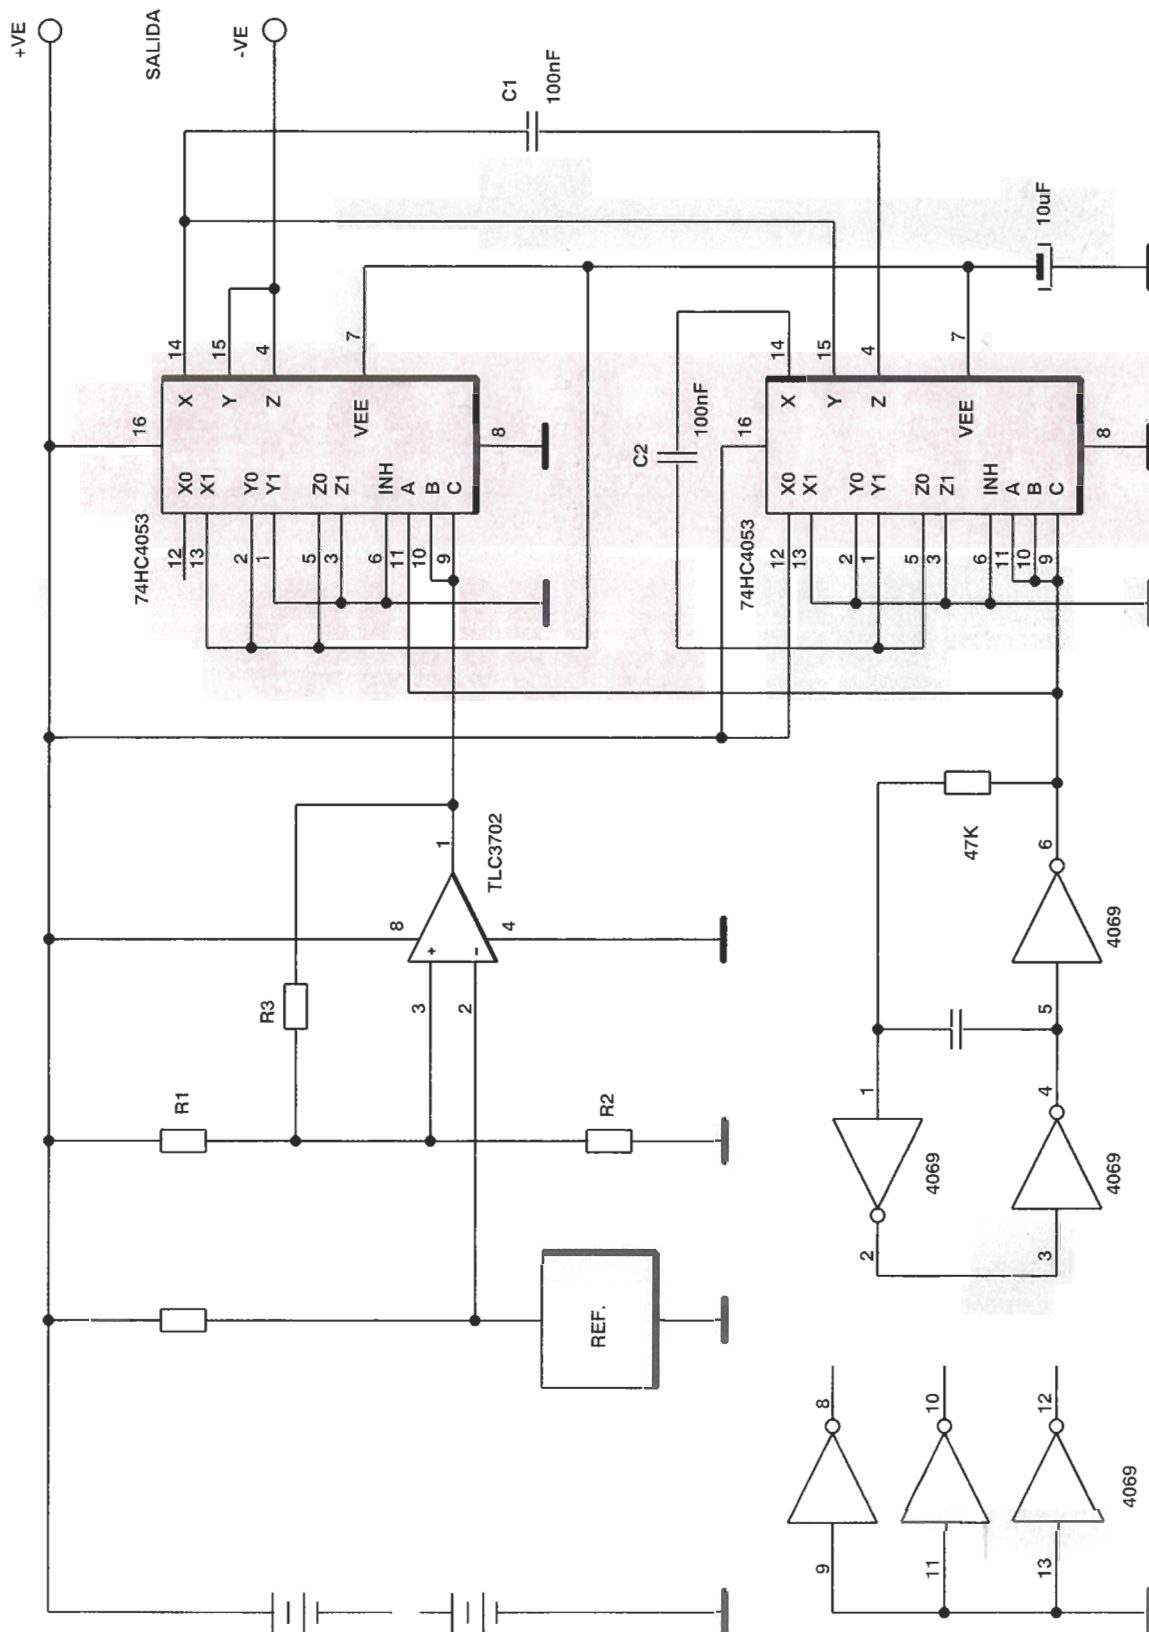 +VE
SALIDA
-VE
C1
100nF
14
15
4
7
16
X
Y
Z
VEE
8
X0
X1
Y0
Y1
Z0
Z1
INH
A
B
C
12
13
2
1
5
3
6
11
10
9
74HC4053
10uF
C2
100nF
14
15
4
7
16
X
Y
Z
VEE
8
X0
X1
Y0
Y1
Z0
Z1
INH
A
B
C
12
13
2
1
5
3
6
11
10
9
74HC4053
R3
8
+
-
3
2
1
4
TLC3702
R1
R2
REF.
47K
1
2
4069
3
4
4069
5
6
4069
9
8
11
10
13
12
4069